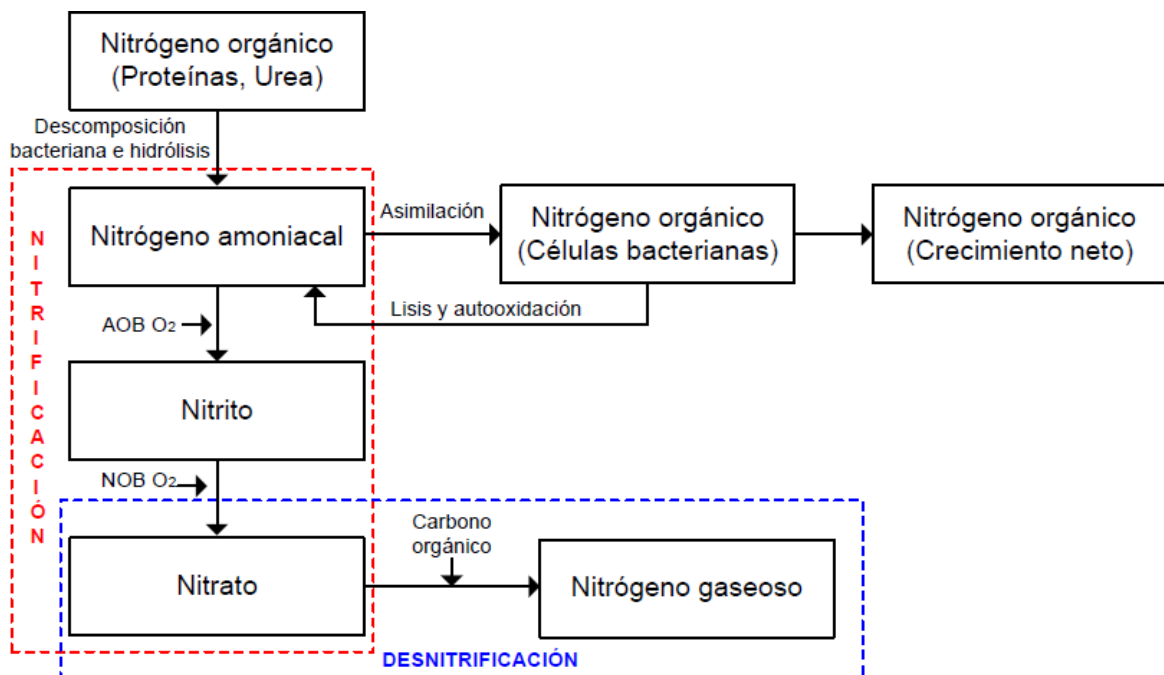 Nitrógeno orgánico
(Proteínas, Urea)
Descomposición
bacteriana e hidrólisis
NITRIFICACIÓN
Nitrógeno amoniacal
Asimilación
Nitrógeno orgánico
(Células bacterianas)
Nitrógeno orgánico
(Crecimiento neto)
Lisis y autooxidación
AOB O2
Nitrito
NOB O2
Nitrato
Carbono
orgánico
Nitrógeno gaseoso
DESNITRIFICACIÓN